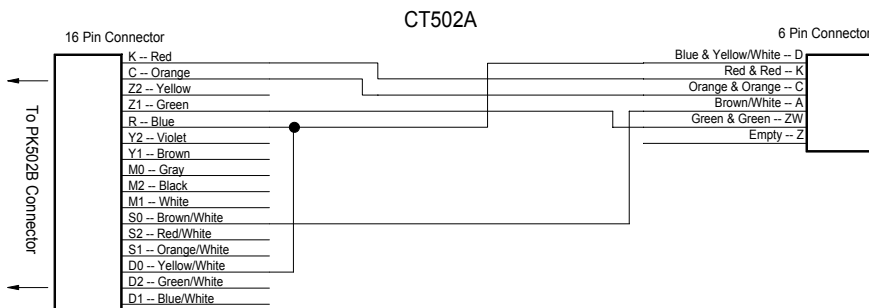 CT502A
16 Pin Connector
K -- Red
C -- Orange
Z2 -- Yellow
Z1 -- Green
R -- Blue
Y2 -- Violet
Y1 -- Brown
M0 -- Gray
M2 -- Black
M1 -- White
S0 -- Brown/White
S2 -- Red/White
S1 -- Orange/White
D0 -- Yellow/White
D2 -- Green/White
D1 -- Blue/White
To PK502B Connector
6 Pin Connector
Blue & Yellow/White -- D
Red & Red -- K
Orange & Orange -- C
Brown/White -- A
Green & Green -- ZW
Empty -- Z